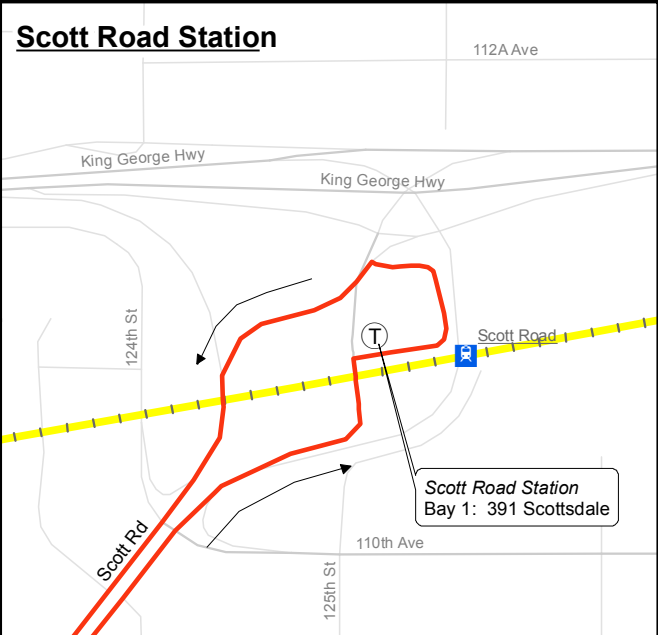 Scott Road Station
112A Ave
King George Hwy
King George Hwy
124th St
T
Scott Road
Scott Road Station
Bay 1: 391 Scottsdale
Scott Rd
110th Ave
125th St